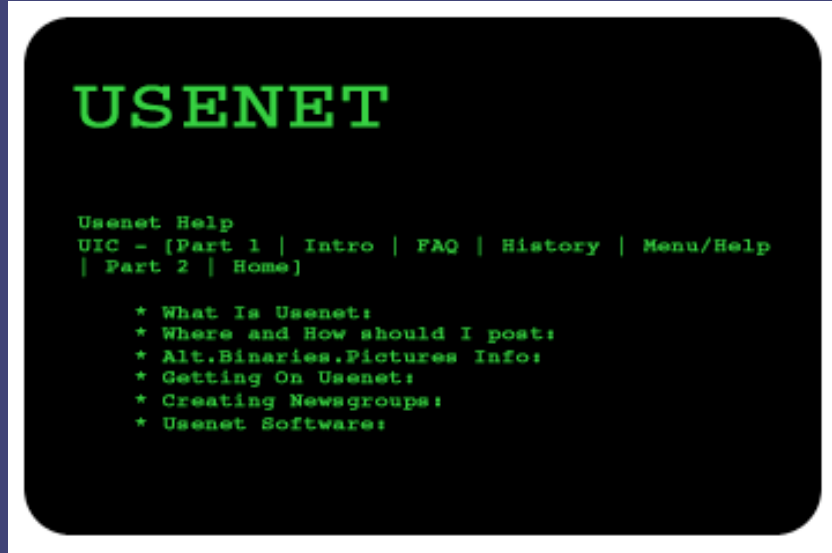 USENET
Usenet Help
UIC - [Part 1 | Intro | FAQ | History | Menu/Help
| Part 2 | Home]
* What Is Usenet:
* Where and How should I post:
* Alt.Binaries.Pictures Info:
* Getting On Usenet:
* Creating Newsgroups:
* Usenet Software: